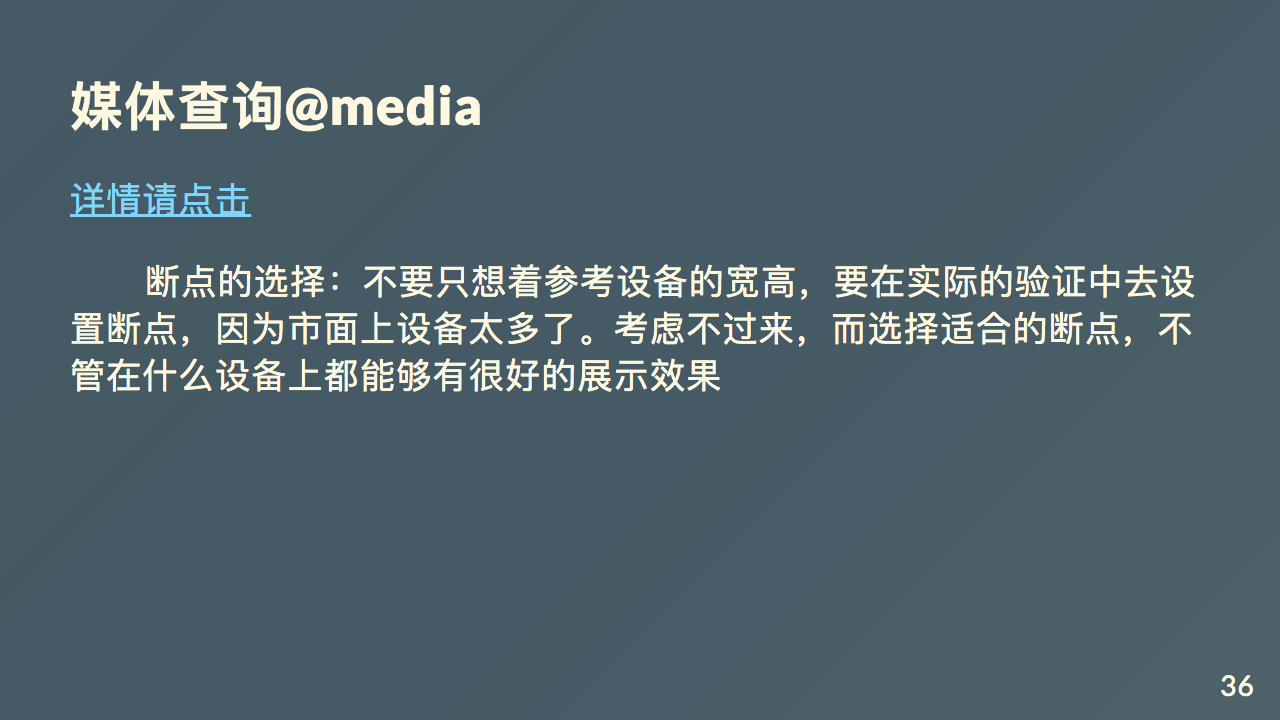 媒体查询@media
详情请点击
断点的选择：不要只想着参考设备的宽高，要在实际的验证中去设
置断点，因为市面上设备太多了。考虑不过来，而选择适合的断点，不
管在什么设备上都能够有很好的展示效果
36